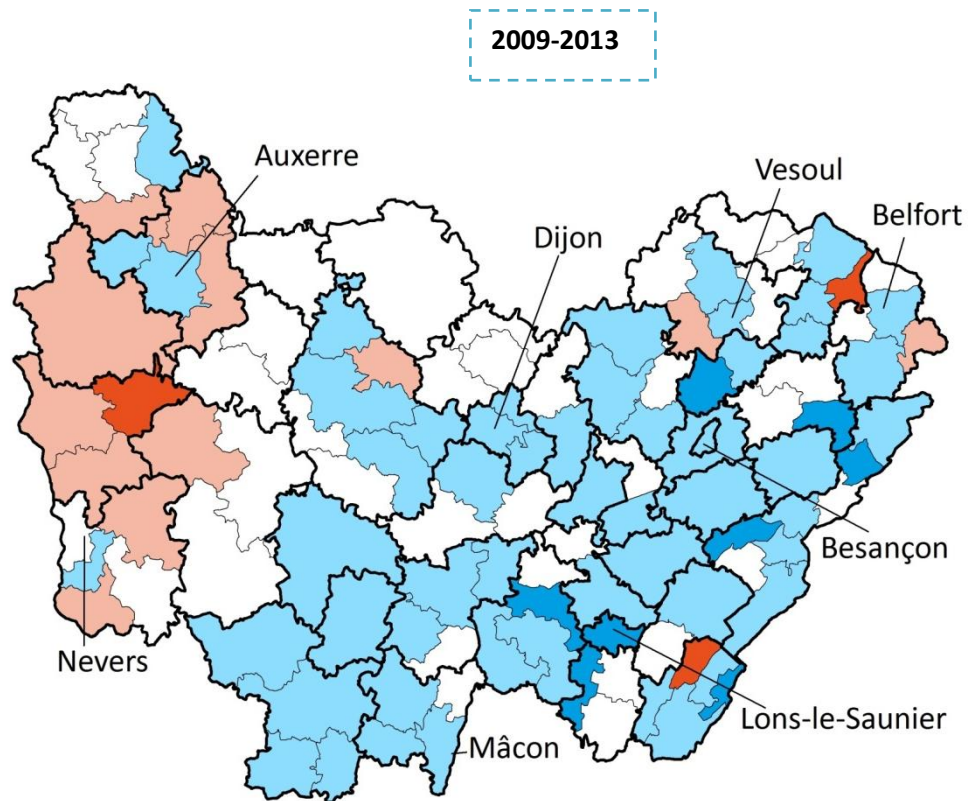 2009-2013
Auxerre
Vesoul
Belfort
Dijon
Besançon
Nevers
Lons-le-Saunier
Mâcon